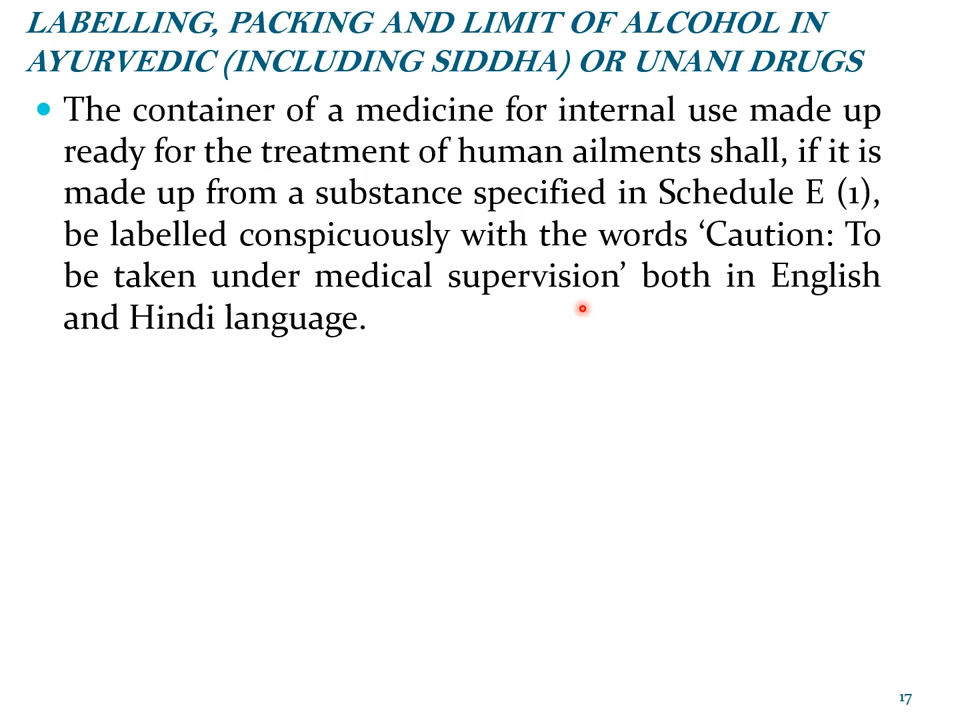 LABELLING, PACKING AND LIMIT OF ALCOHOL IN
AYURVEDIC (INCLUDING SIDDHA) OR UNANI DRUGS
• The container of a medicine for internal use made up
ready for the treatment of human ailments shall, if it is
made up from a substance specified in Schedule E (1),
be labelled conspicuously with the words ‘Caution: To
be taken under medical supervision’ both in English
and Hindi language.
17